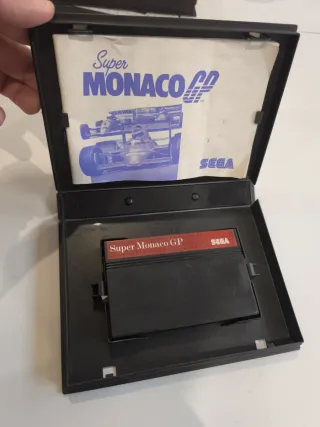 Super
MONACO GP
SEGA
Super Monaco GP SEGA